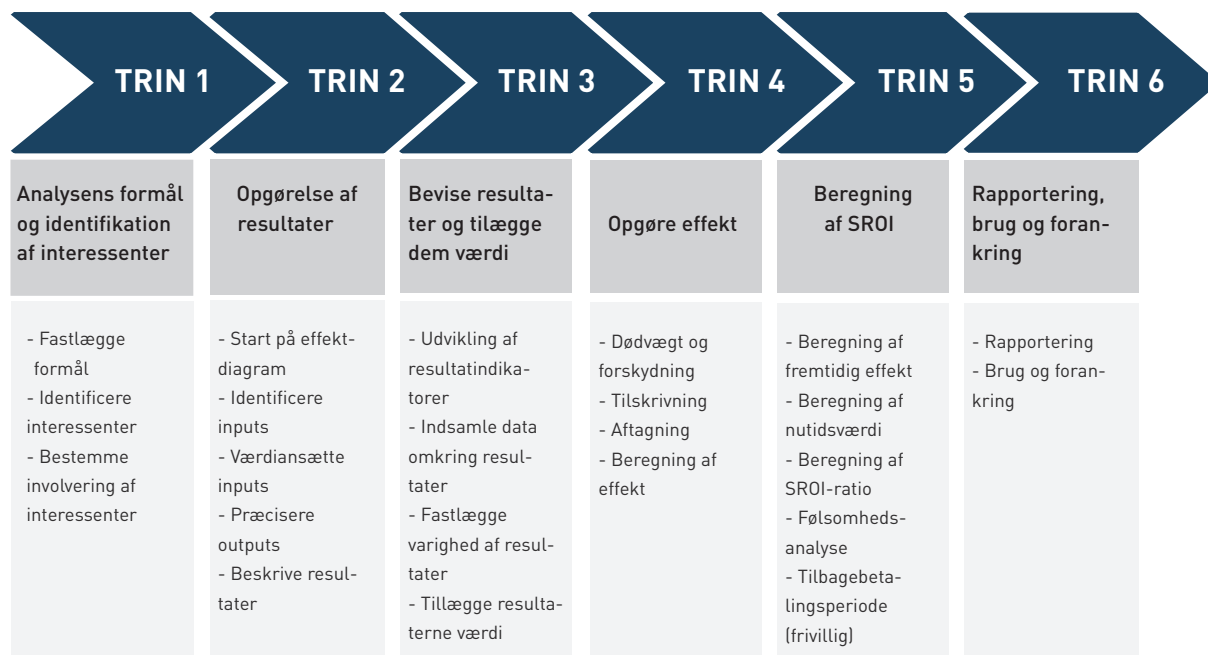 TRIN 1
TRIN 2
TRIN 3
TRIN 4
TRIN 5
TRIN 6
Analysens formål
og identifikation
af interessenter
Opgørelse af
resultater
Bevise resulta-
ter og tilægge
dem værdi
Opgøre effekt
Beregning
af SROI
Rapportering,
brug og foran-
kring
- Fastlægge
formål
- Identificere
interessenter
- Bestemme
involvering af
interessenter
- Start på effekt-
diagram
- Identificere
inputs
- Værdiansætte
inputs
- Præcisere
outputs
- Beskrive resul-
tater
- Udvikling af
resultatindika-
torer
- Indsamle data
omkring resul-
tater
- Fastlægge
varighed af resul-
tater
- Tillægge resulta-
terne værdi
- Dødvægt og
forskydning
- Tilskrivning
- Aftagning
- Beregning af
effekt
- Beregning af
fremtidig effekt
- Beregning af
nutidsværdi
- Beregning af
SROI-ratio
- Følsomheds-
analyse
- Tilbagebeta-
lingsperiode
(frivillig)
- Rapportering
- Brug og foran-
kring